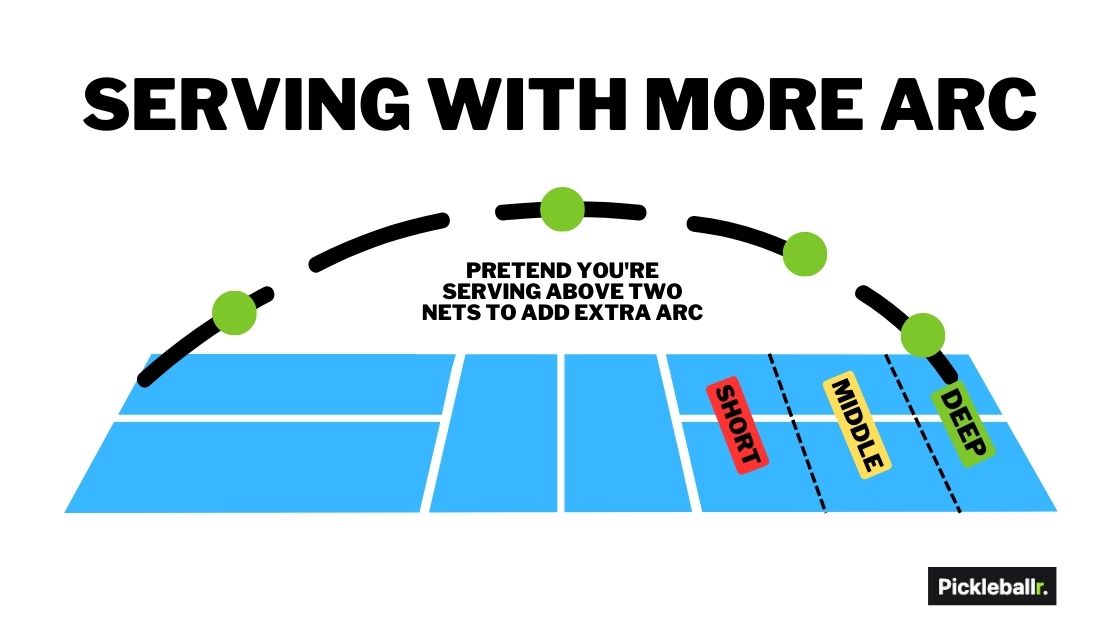 SERVING WITH MORE ARC
PRETEND YOU'RE
SERVING ABOVE TWO
NETS TO ADD EXTRA ARC
SHORT
MIDDLE
DEEP
Pickleballr.